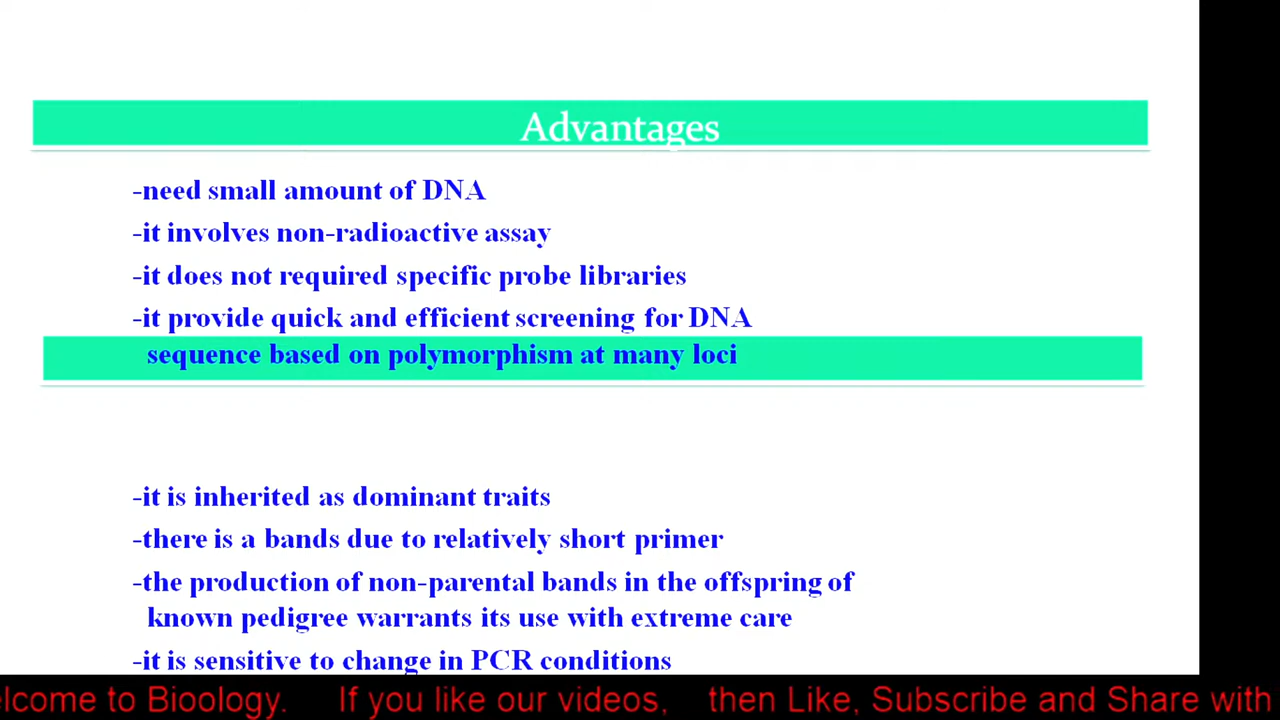 Advantages
-need small amount of DNA
-it involves non-radioactive assay
-it does not required specific probe libraries
-it provide quick and efficient screening for DNA
sequence based on polymorphism at many loci
-it is inherited as dominant traits
-there is a bands due to relatively short primer
-the production of non-parental bands in the offspring of
known pedigree warrants its use with extreme care
-it is sensitive to change in PCR conditions
elcome to Bioology. If you like our videos, then Like, Subscribe and Share with